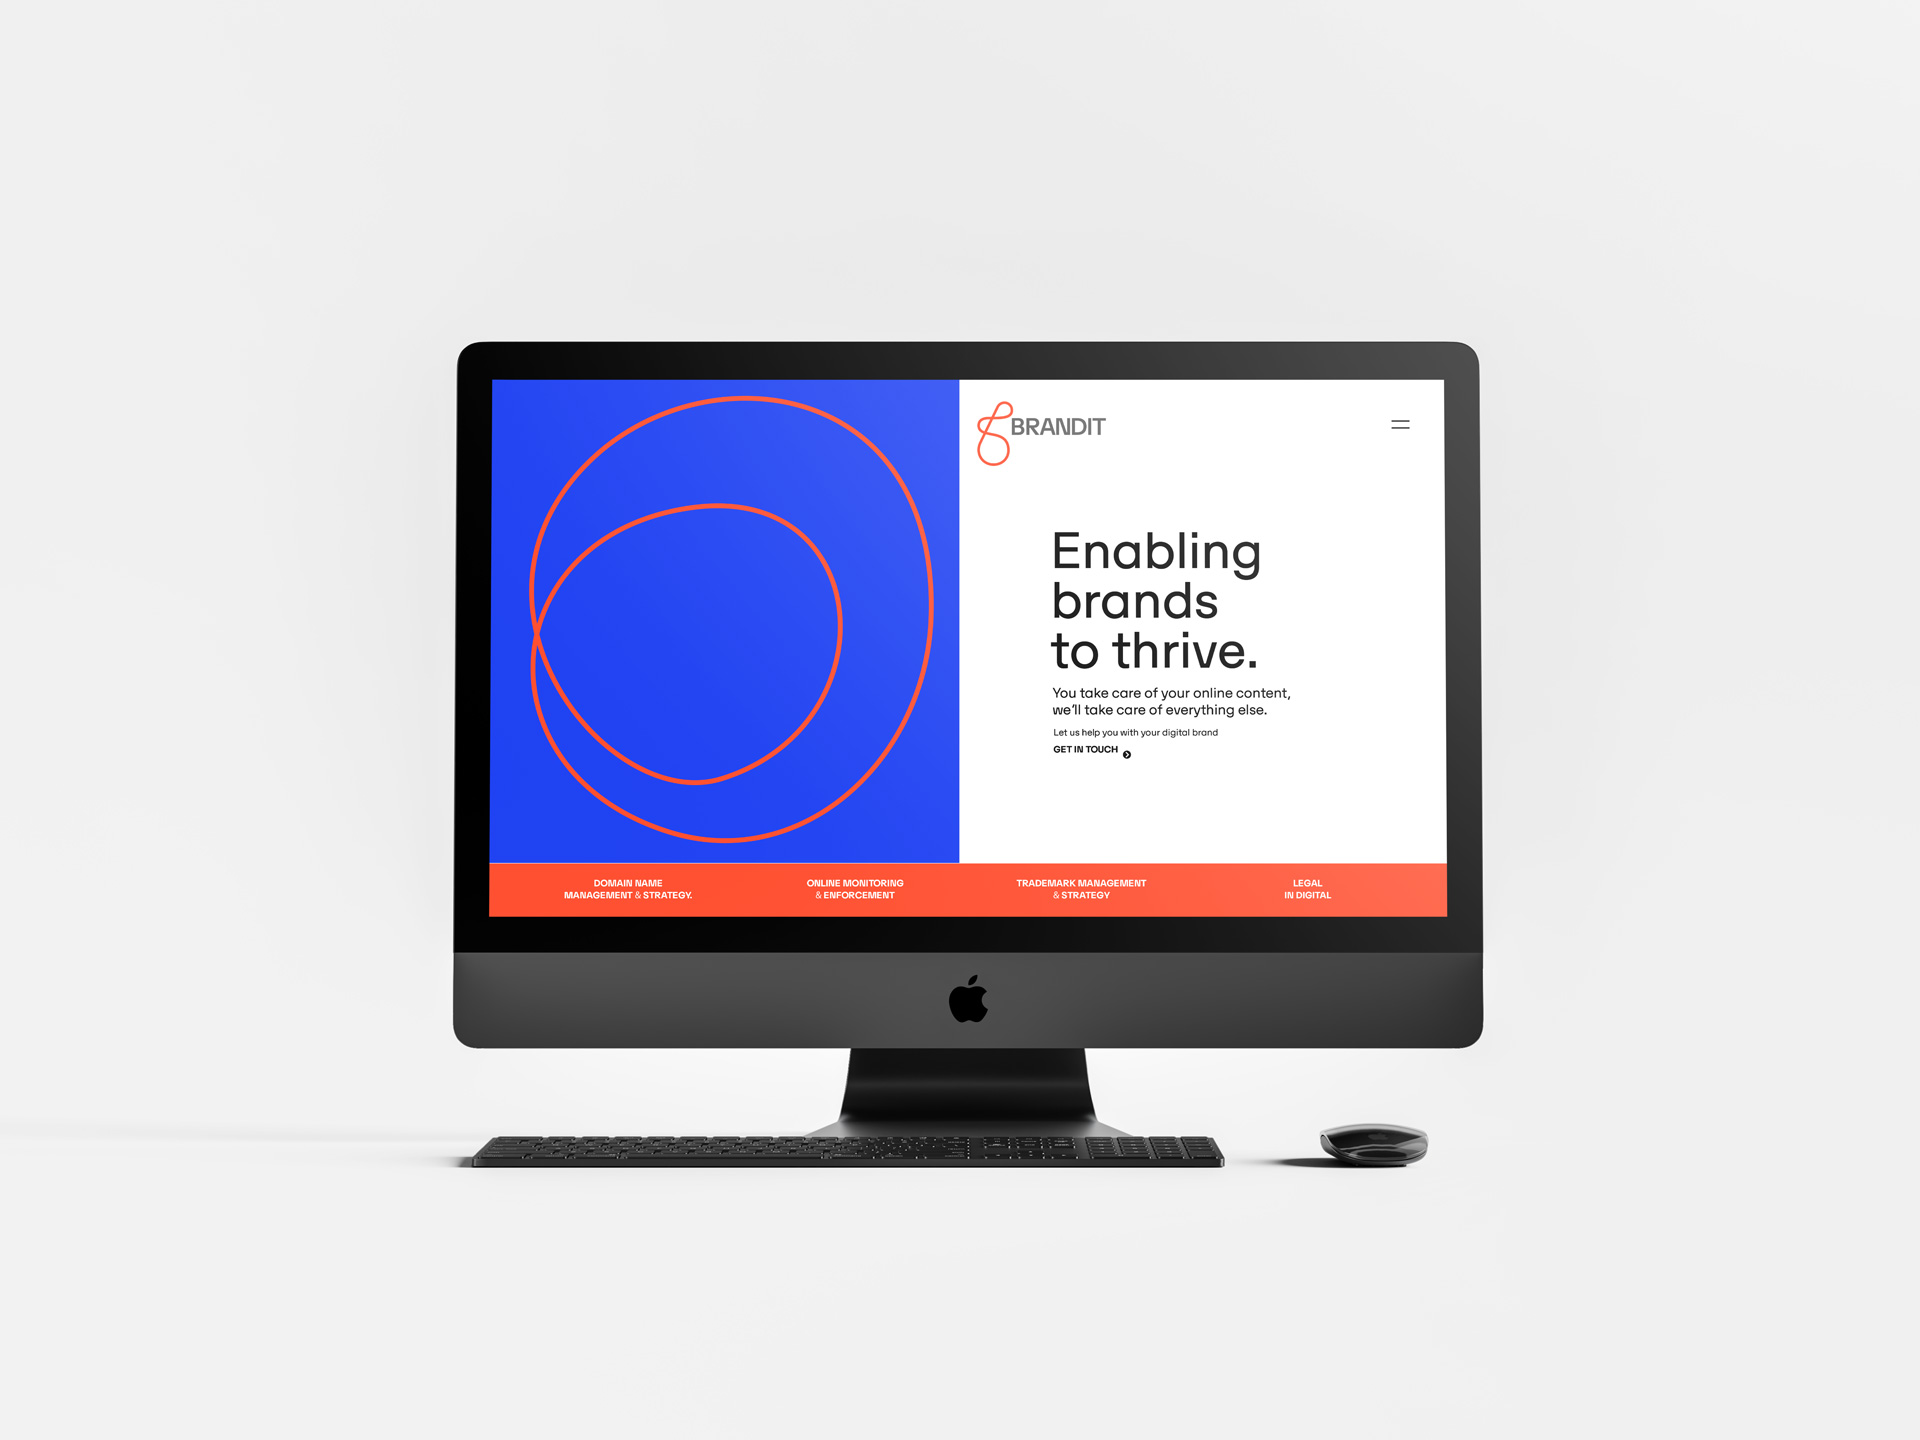 BRANDIT
Enabling
brands
to thrive.
You take care of your online content,
we'll take care of everything else.
Let us help you with your digital brand
GET IN TOUCH
DOMAIN NAME
MANAGEMENT & STRATEGY.
ONLINE MONITORING
& ENFORCEMENT
TRADEMARK MANAGEMENT
& STRATEGY
LEGAL
IN DIGITAL